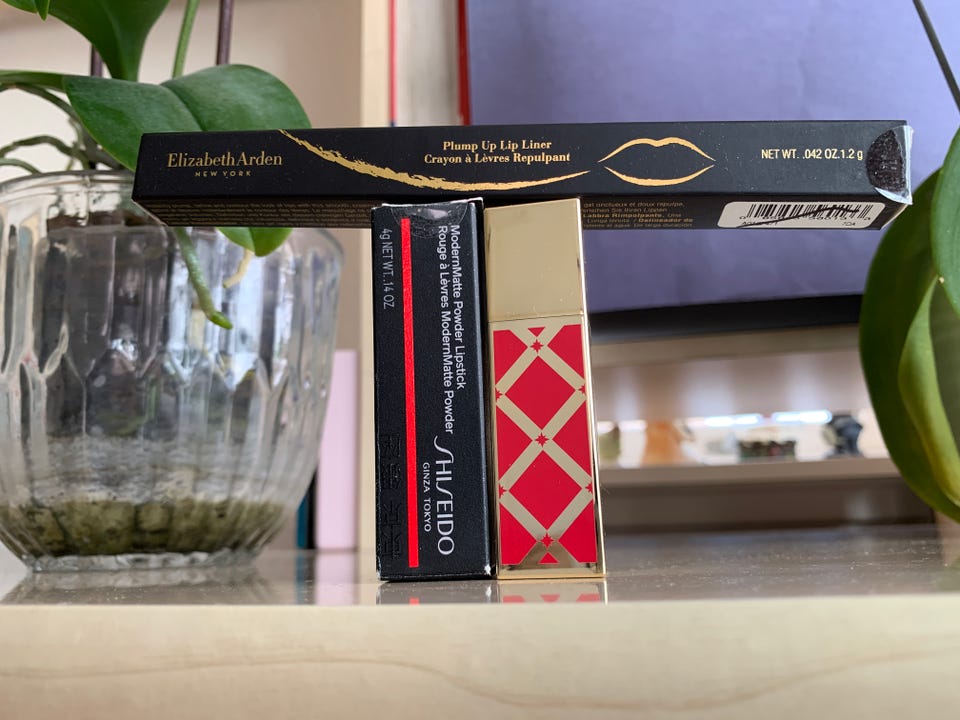 Elizabeth Arden
NEW YORK
Plump Up Lip Liner
Crayon à Lèvres Repulpant
NET WT. .042 OZ.1.2 g
ModernMatte Powder Lipstick
Rouge à Lèvres ModernMatte Powder
4g NET WT. .14 OZ.
SHISEIDO
GINZA TOKYO